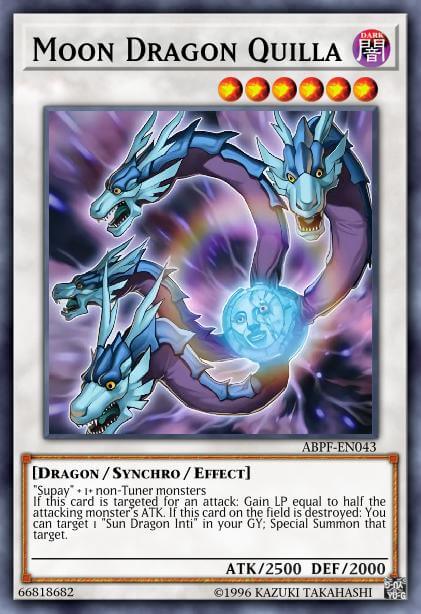 MOON DRAGON QUILLA
DARK
闇
ABPF-EN043
[DRAGON / SYNCHRO / EFFECT]
"Supay" + 1+ non-Tuner monsters
If this card is targeted for an attack: Gain LP equal to half the
attacking monster's ATK. If this card on the field is destroyed: You
can target 1 "Sun Dragon Inti" in your GY; Special Summon that
target.
ATK/2500 DEF/2000
66818682
©1996 KAZUKI TAKAHASHI